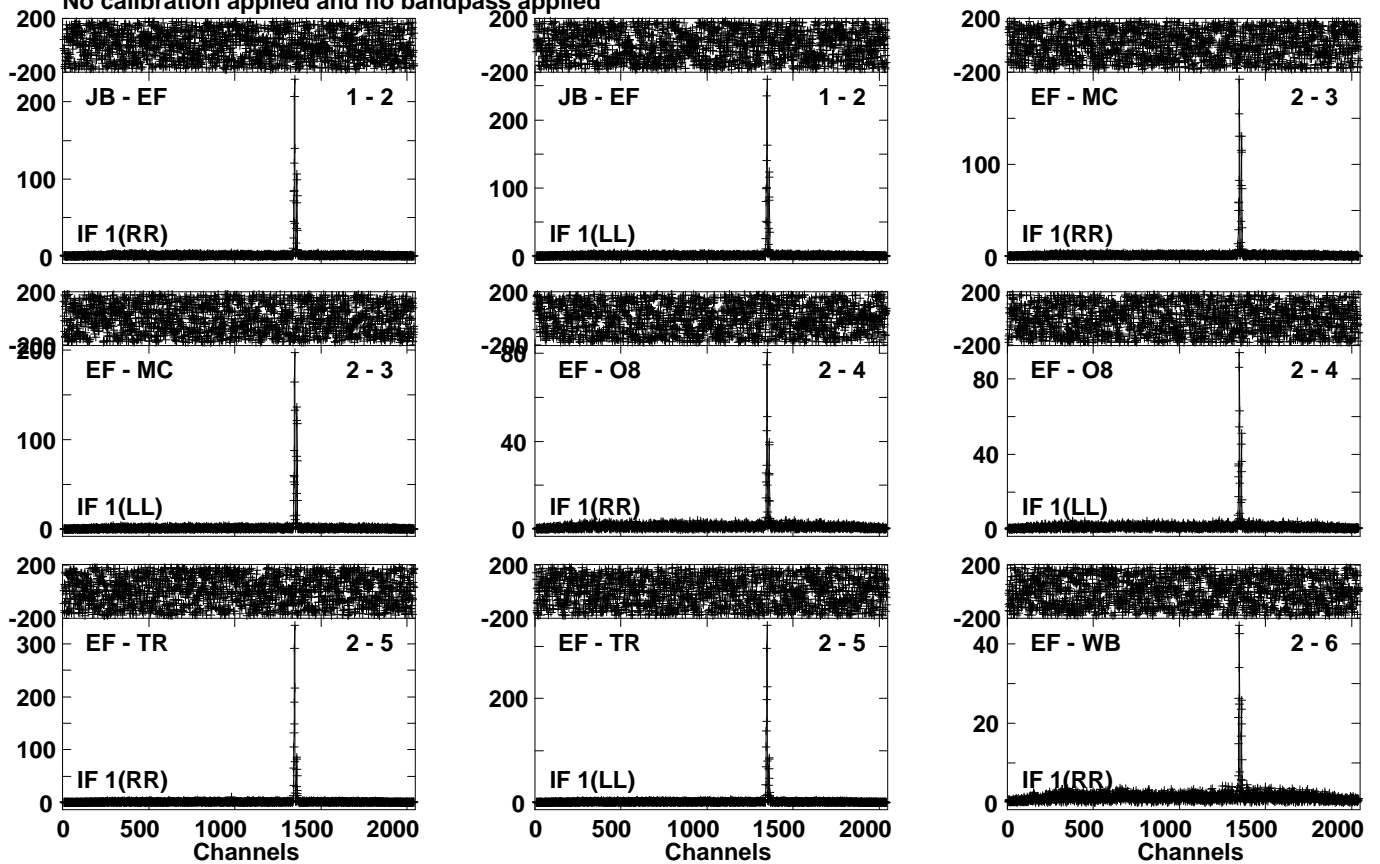 No calibration applied and no bandpass applied
200 200 200
-200 -200 -200
JB - EF 1 - 2 JB - EF 1 - 2 EF - MC 2 - 3
200 200
100 100 100
IF 1(RR) IF 1(LL) IF 1(RR)
0 0 0
200 200 200
-200 -200 -200
200 80
EF - MC 2 - 3 EF - O8 2 - 4 EF - O8 2 - 4
80
100 40 40
IF 1(LL) IF 1(RR) IF 1(LL)
0 0 0
200 200 200
-200 -200 -200
EF - TR 2 - 5 EF - TR 2 - 5 EF - WB 2 - 6
300 40
200 200 20
100
IF 1(RR) IF 1(LL) IF 1(RR)
0 0 0
0 500 1000 1500 2000 0 500 1000 1500 2000 0 500 1000 1500 2000
Channels Channels Channels